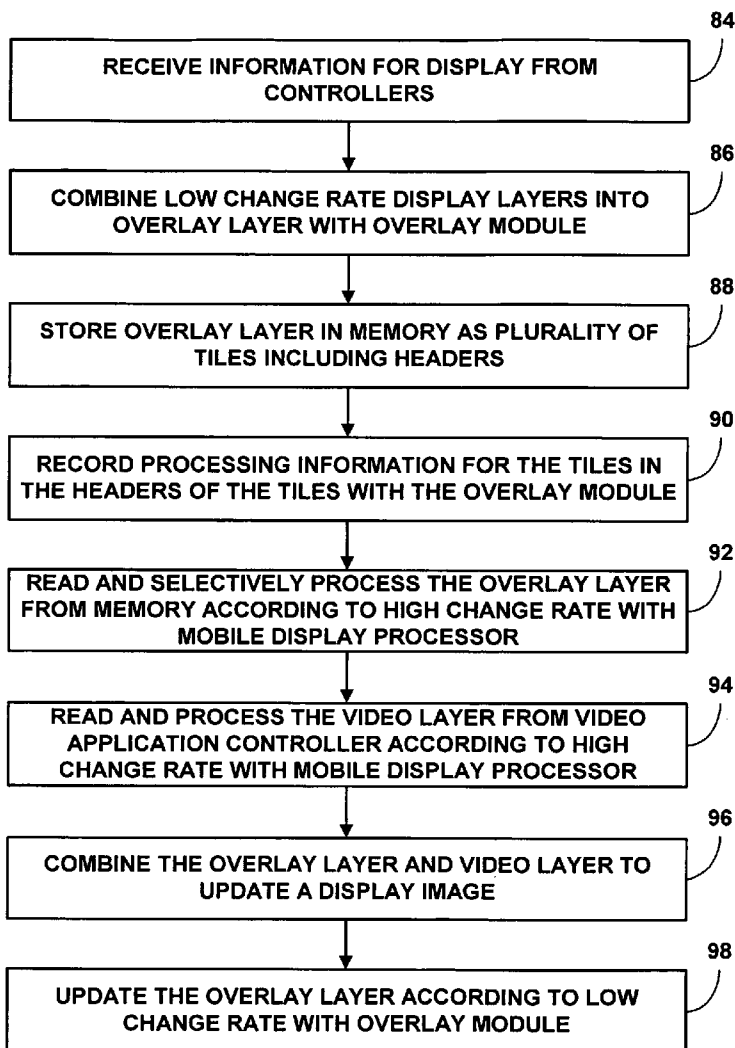 84
RECEIVE INFORMATION FOR DISPLAY FROM
CONTROLLERS
86
COMBINE LOW CHANGE RATE DISPLAY LAYERS INTO
OVERLAY LAYER WITH OVERLAY MODULE
88
STORE OVERLAY LAYER IN MEMORY AS PLURALITY OF
TILES INCLUDING HEADERS
90
RECORD PROCESSING INFORMATION FOR THE TILES IN
THE HEADERS OF THE TILES WITH THE OVERLAY MODULE
92
READ AND SELECTIVELY PROCESS THE OVERLAY LAYER
FROM MEMORY ACCORDING TO HIGH CHANGE RATE WITH
MOBILE DISPLAY PROCESSOR
94
READ AND PROCESS THE VIDEO LAYER FROM VIDEO
APPLICATION CONTROLLER ACCORDING TO HIGH
CHANGE RATE WITH MOBILE DISPLAY PROCESSOR
96
COMBINE THE OVERLAY LAYER AND VIDEO LAYER TO
UPDATE A DISPLAY IMAGE
98
UPDATE THE OVERLAY LAYER ACCORDING TO LOW
CHANGE RATE WITH OVERLAY MODULE